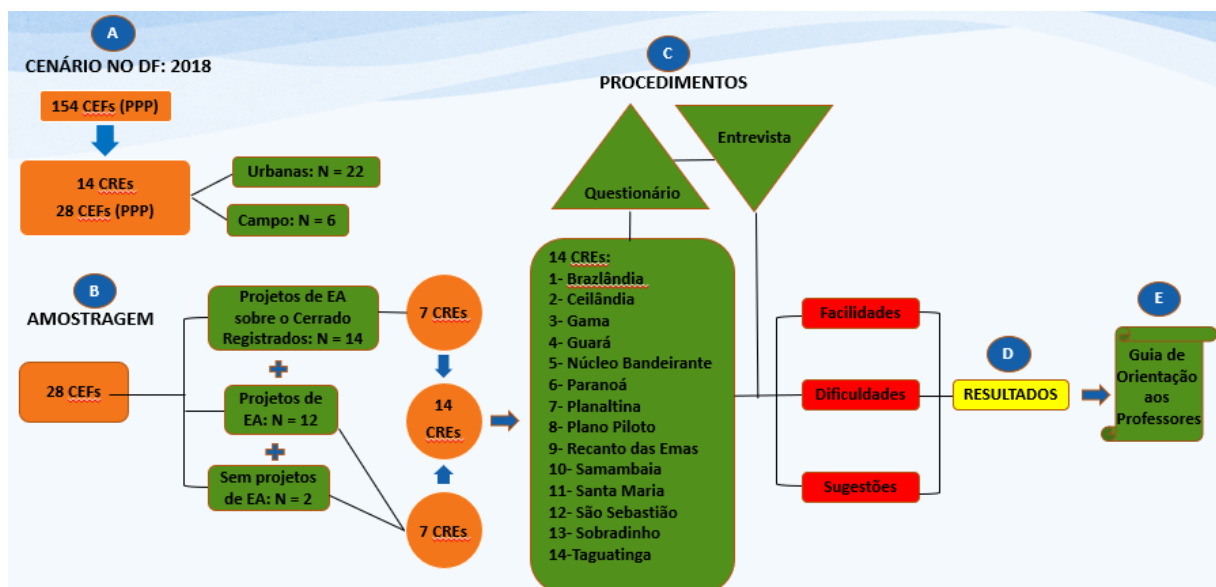 A
CENÁRIO NO DF: 2018
154 CEFs (PPP)
14 CREs
28 CEFs (PPP)
Urbanas: N = 22
Campo: N = 6
B
AMOSTRAGEM
28 CEFs
Projetos de EA
sobre o Cerrado
Registrados: N = 14
Projetos de
EA: N = 12
Sem projetos
de EA: N = 2
7 CREs
14
CREs
7 CREs
C
PROCEDIMENTOS
Questionário
Entrevista
14 CREs:
1- Brazlândia
2- Ceilândia
3- Gama
4- Guará
5- Núcleo Bandeirante
6- Paranoá
7- Planaltina
8- Plano Piloto
9- Recanto das Emas
10- Samambaia
11- Santa Maria
12- São Sebastião
13- Sobradinho
14-Taguatinga
Facilidades
Dificuldades
Sugestões
D
RESULTADOS
E
Guia de
Orientação
aos
Professores